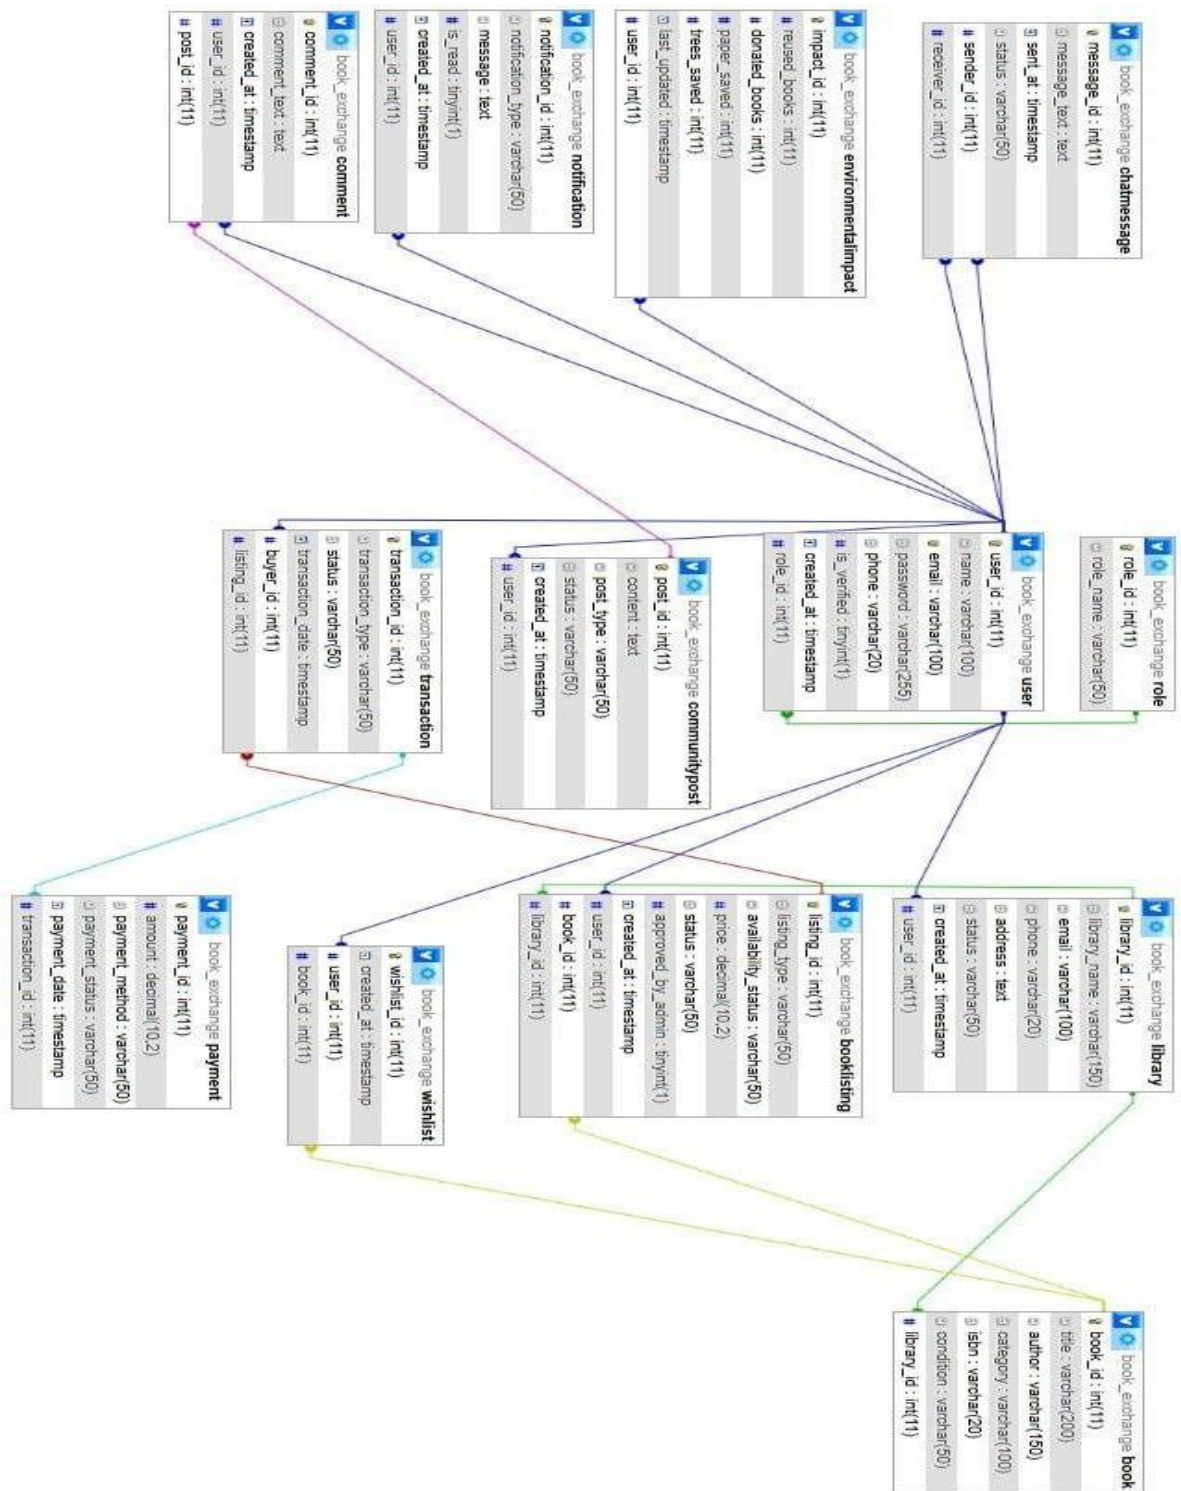 book_exchange chatmessage
message_id : int(11)
message_text : text
sent_at : timestamp
status : varchar(50)
sender_id : int(11)
receiver_id : int(11)
book_exchange environmentalimpact
impact_id : int(11)
reused_books : int(11)
donated_books : int(11)
paper_saved : int(11)
trees_saved : int(11)
last_updated : timestamp
user_id : int(11)
book_exchange notification
notification_id : int(11)
notification_type : varchar(50)
message : text
is_read : tinyint(1)
created_at : timestamp
user_id : int(11)
book_exchange comment
comment_id : int(11)
comment_text : text
created_at : timestamp
user_id : int(11)
post_id : int(11)
book_exchange role
role_id : int(11)
role_name : varchar(50)
book_exchange user
user_id : int(11)
name : varchar(100)
email : varchar(100)
password : varchar(255)
phone : varchar(20)
is_verified : tinyint(1)
created_at : timestamp
role_id : int(11)
book_exchange communitypost
post_id : int(11)
content : text
post_type : varchar(50)
status : varchar(50)
created_at : timestamp
user_id : int(11)
book_exchange transaction
transaction_id : int(11)
transaction_type : varchar(50)
status : varchar(50)
transaction_date : timestamp
buyer_id : int(11)
listing_id : int(11)
book_exchange library
library_id : int(11)
library_name : varchar(150)
email : varchar(100)
phone : varchar(20)
address : text
status : varchar(50)
created_at : timestamp
user_id : int(11)
book_exchange booklisting
listing_id : int(11)
listing_type : varchar(50)
availability_status : varchar(50)
price : decimal(10,2)
approved_by_admin : tinyint(1)
status : varchar(50)
created_at : timestamp
user_id : int(11)
book_id : int(11)
library_id : int(11)
book_exchange wishlist
wishlist_id : int(11)
created_at : timestamp
user_id : int(11)
book_id : int(11)
book_exchange payment
payment_id : int(11)
amount : decimal(10,2)
payment_method : varchar(50)
payment_status : varchar(50)
payment_date : timestamp
transaction_id : int(11)
book_exchange book
book_id : int(11)
title : varchar(200)
author : varchar(150)
category : varchar(100)
isbn : varchar(20)
condition : varchar(50)
library_id : int(11)